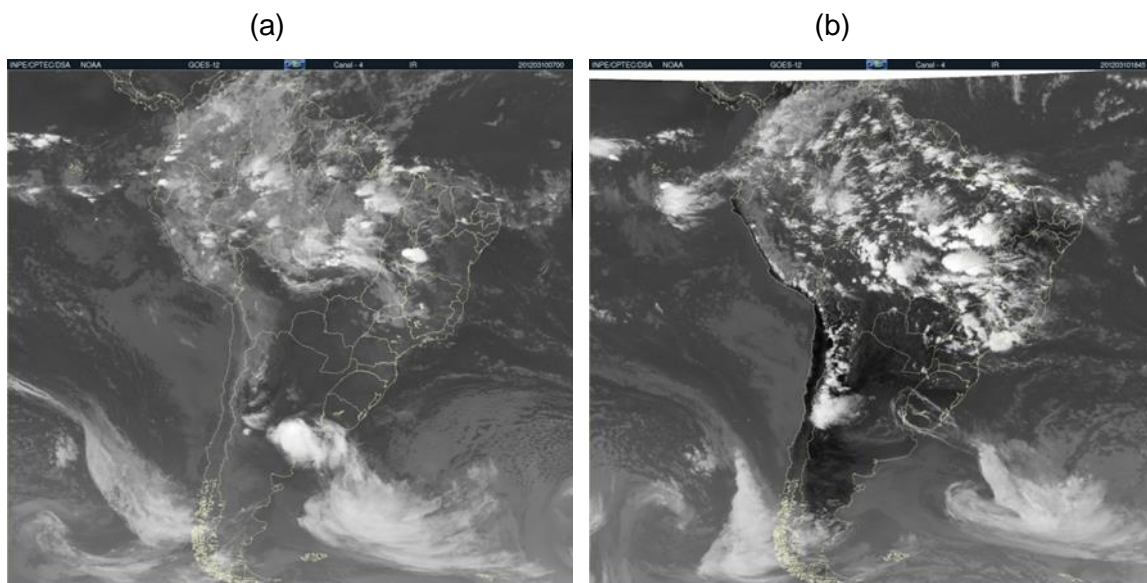 (a)
(b)
INPE/CPTEC/DSA NOAA GOES-12 Canal - 4 IR 201203100700
INPE/CPTEC/DSA NOAA GOES-12 Canal - 4 IR 201203101845